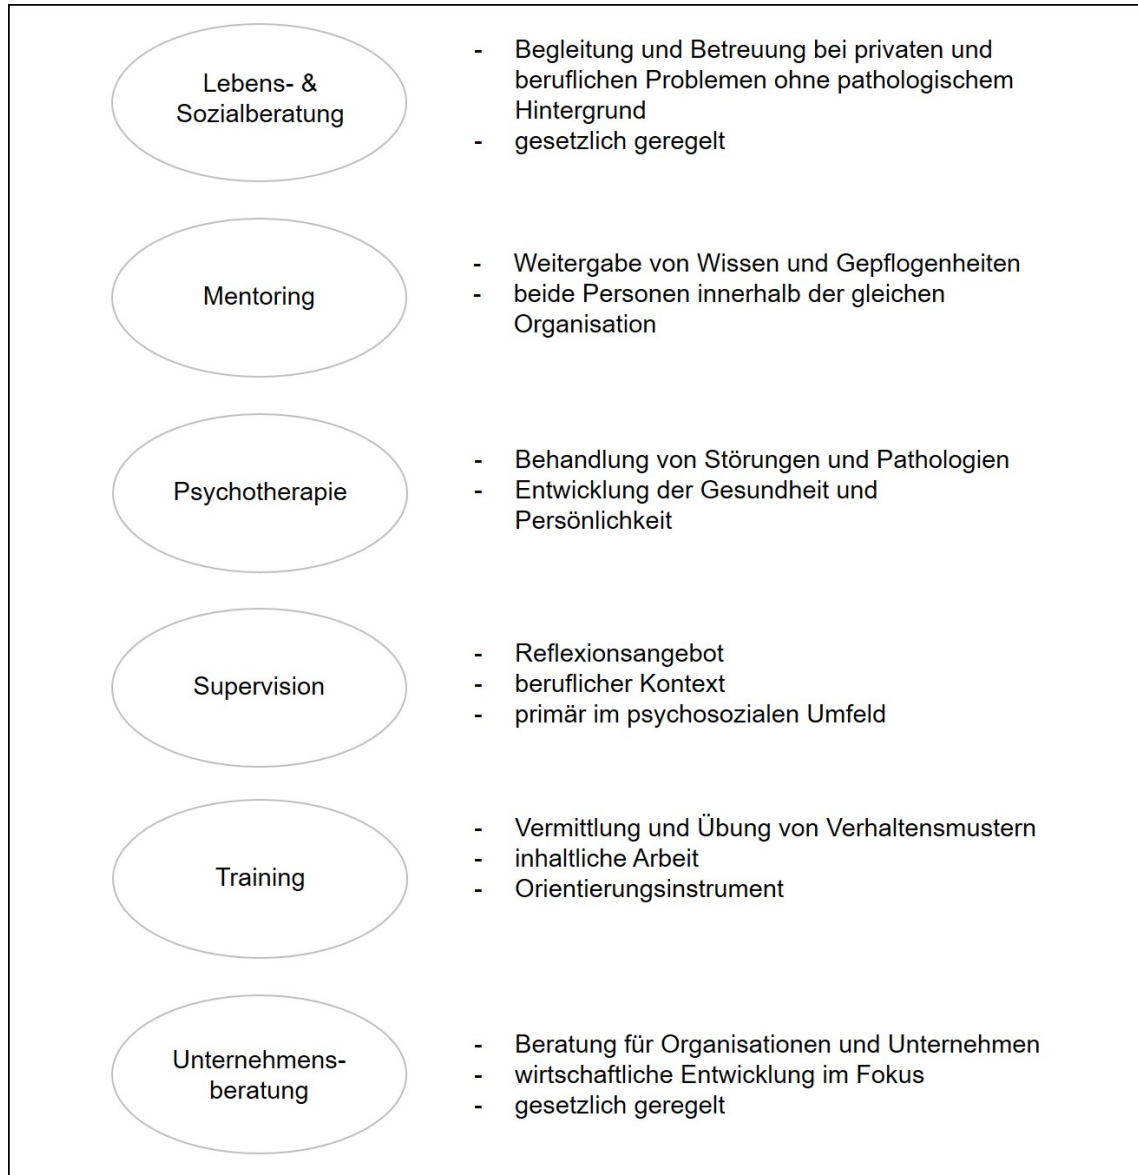 Lebens- &
Sozialberatung
- Begleitung und Betreuung bei privaten und
beruflichen Problemen ohne pathologischem
Hintergrund
- gesetzlich geregelt
Mentoring
- Weitergabe von Wissen und Gepflogenheiten
- beide Personen innerhalb der gleichen
Organisation
Psychotherapie
- Behandlung von Störungen und Pathologien
- Entwicklung der Gesundheit und
Persönlichkeit
Supervision
- Reflexionsangebot
- beruflicher Kontext
- primär im psychosozialen Umfeld
Training
- Vermittlung und Übung von Verhaltensmustern
- inhaltliche Arbeit
- Orientierungsinstrument
Unternehmens-
beratung
- Beratung für Organisationen und Unternehmen
- wirtschaftliche Entwicklung im Fokus
- gesetzlich geregelt